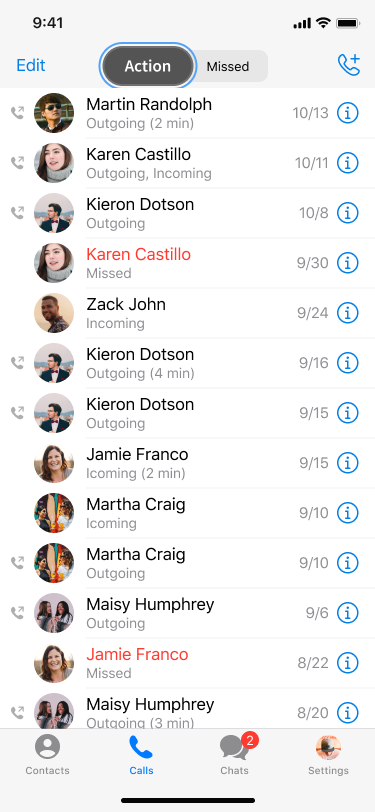 9:41
Edit
Action
Missed
Martin Randolph
Outgoing (2 min)
10/13
Karen Castillo
Outgoing, Incoming
10/11
Kieron Dotson
Outgoing
10/8
Karen Castillo
Missed
9/30
Zack John
Incoming
9/24
Kieron Dotson
Outgoing (4 min)
9/16
Kieron Dotson
Outgoing
9/15
Jamie Franco
Icoming (2 min)
9/15
Martha Craig
Icoming
9/10
Martha Craig
Outgoing
9/10
Maisy Humphrey
Outgoing
9/6
Jamie Franco
Missed
8/22
Maisy Humphrey
Outgoing (3 min)
8/20
2
Contacts
Calls
Chats
Settings